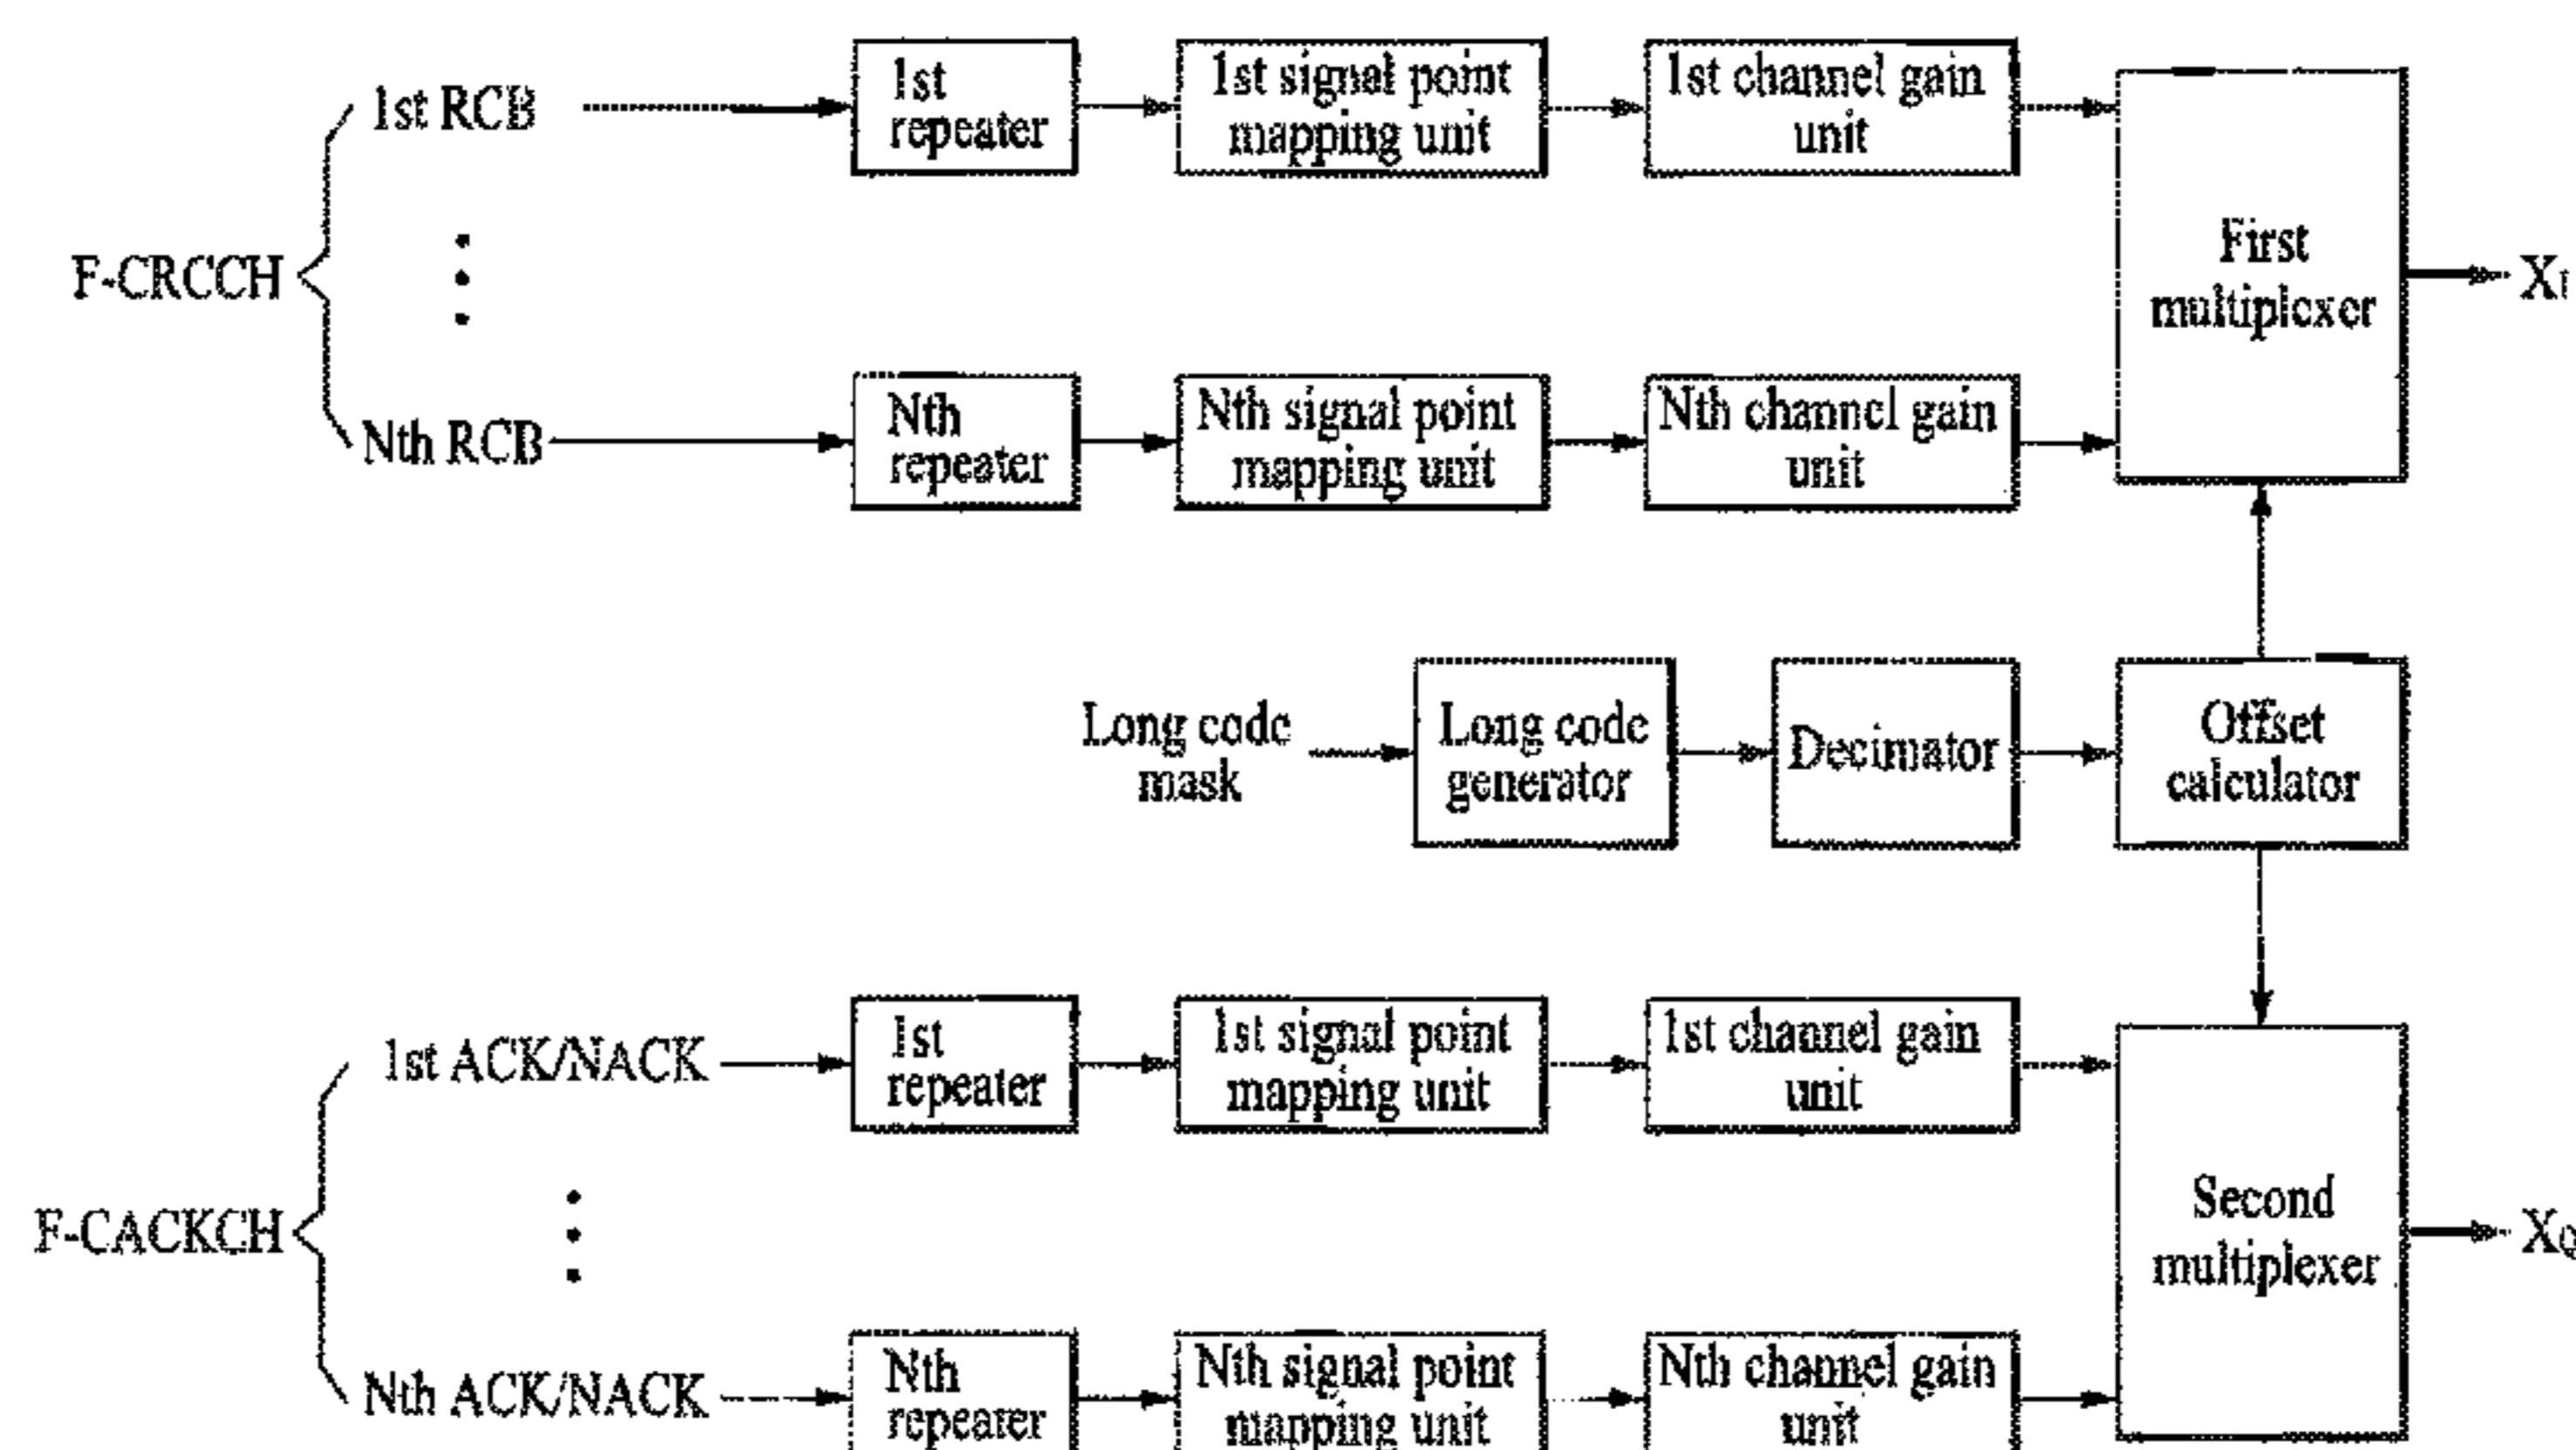 1st RCB
1st
repeater
1st signal point
mapping unit
1st channel gain
unit
First
multiplexer
XI
F-CRCCH
Nth RCB
Nth
repeater
Nth signal point
mapping unit
Nth channel gain
unit
Long code
mask
Long code
generator
Decimator
Offset
calculator
1st ACK/NACK
1st
repeater
1st signal point
mapping unit
1st channel gain
unit
Second
multiplexer
XQ
F-CACKCH
Nth ACK/NACK
Nth
repeater
Nth signal point
mapping unit
Nth channel gain
unit